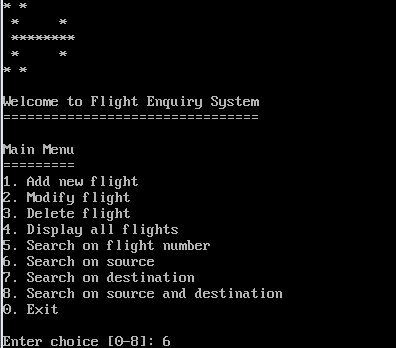 * *
*     *
********
*     *
* *
Welcome to Flight Enquiry System
================================
Main Menu
=========
1. Add new flight
2. Modify flight
3. Delete flight
4. Display all flights
5. Search on flight number
6. Search on source
7. Search on destination
8. Search on source and destination
0. Exit
Enter choice [0-8]: 6